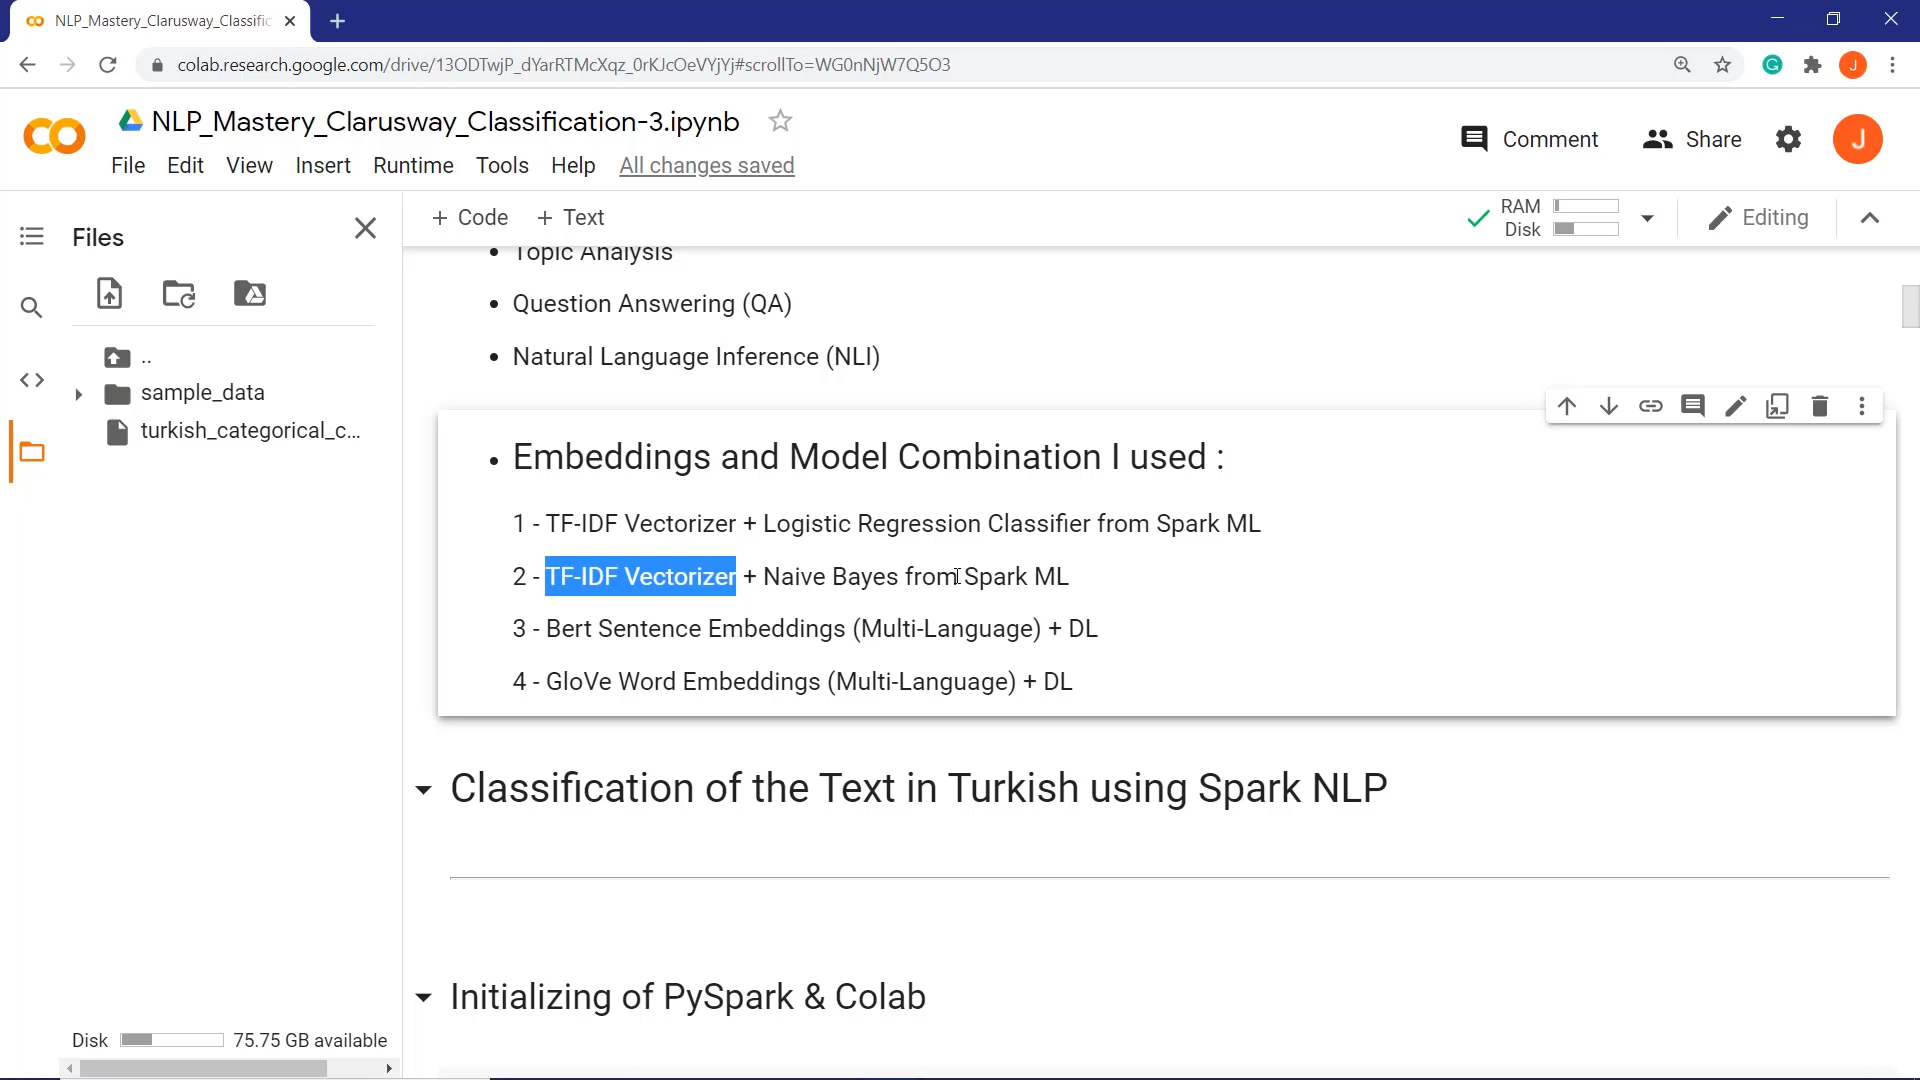 NLP_Mastery_Clarusway_Classific
colab.research.google.com/drive/13ODTwjP_dYarRTMcXqz_0rKJcOeVYjYj#scrollTo=WG0nNjW7Q5O3
J
NLP_Mastery_Clarusway_Classification-3.ipynb
Comment
Share
J
File Edit View Insert Runtime Tools Help All changes saved
Files
+ Code + Text
RAM
Disk
Editing
..
sample_data
turkish_categorical_c...
Disk 75.75 GB available
• Topic Analysis
• Question Answering (QA)
• Natural Language Inference (NLI)
• Embeddings and Model Combination I used :
1 - TF-IDF Vectorizer + Logistic Regression Classifier from Spark ML
2 - TF-IDF Vectorizer + Naive Bayes from Spark ML
3 - Bert Sentence Embeddings (Multi-Language) + DL
4 - GloVe Word Embeddings (Multi-Language) + DL
Classification of the Text in Turkish using Spark NLP
Initializing of PySpark & Colab